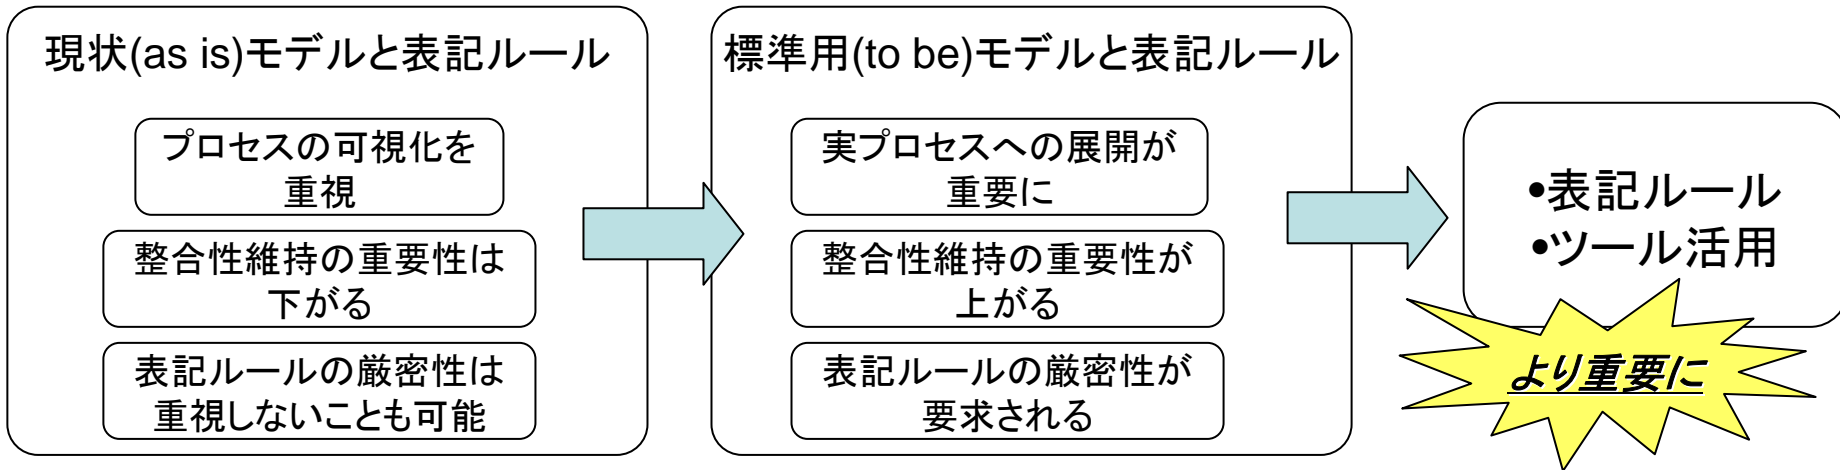 現状(as is)モデルと表記ルール
プロセスの可視化を
重視
整合性維持の重要性は
下がる
表記ルールの厳密性は
重視しないことも可能
標準用(to be)モデルと表記ルール
実プロセスへの展開が
重要に
整合性維持の重要性が
上がる
表記ルールの厳密性が
要求される
•表記ルール
•ツール活用
より重要に